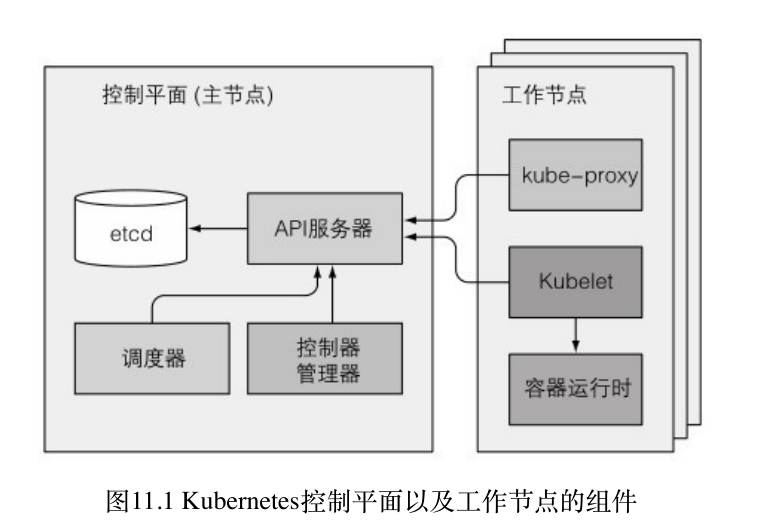 控制平面 (主节点)
工作节点
kube-proxy
etcd
API服务器
Kubelet
调度器
控制器
管理器
容器运行时
图11.1 Kubernetes控制平面以及工作节点的组件